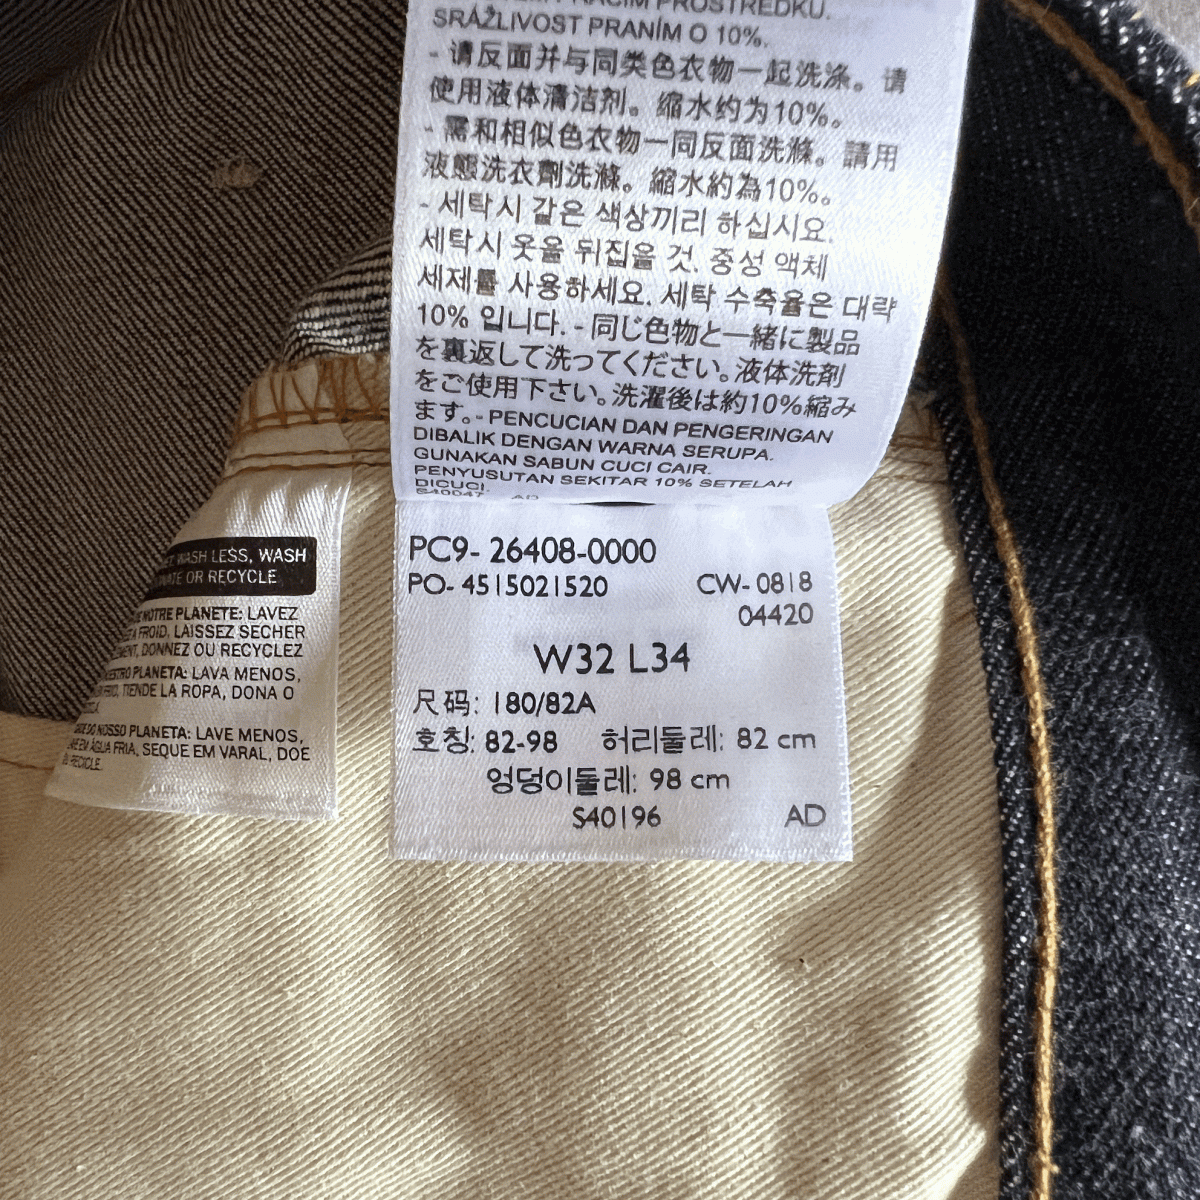 PROSTŘEDKU.
SRÁŽLIVOST PRANÍM O 10%.
- 请反面并与同类色衣物一起洗涤。请
使用液体清洁剂。缩水约为10%。
- 需和相似色衣物一同反面洗滌。請用
液態洗衣劑洗滌。縮水約為10%。
- 세탁시 같은 색상끼리 하십시요.
세탁시 옷을 뒤집을 것. 중성 액체
세제를 사용하세요. 세탁 수축율은 대략
10% 입니다. - 同じ色物と一緒に製品
を裏返して洗ってください。液体洗剤
をご使用下さい。洗濯後は約10%縮み
ます。- PENCUCIAN DAN PENGERINGAN
DIBALIK DENGAN WARNA SERUPA.
GUNAKAN SABUN CUCI CAIR.
PENYUSUTAN SEKITAR 10% SETELAH
DICUCI.
PC9- 26408-0000
PO- 4515021520 CW- 0818
04420
W32 L34
尺码: 180/82A
호칭: 82-98 허리둘레: 82 cm
엉덩이둘레: 98 cm
S40196 AD
WASH LESS, WASH
OR RECYCLE
NOTRE PLANETE: LAVEZ
FROID, LAISSEZ SECHER
DONNEZ OU RECYCLEZ
PLANETA: LAVA MENOS,
TIENDE LA ROPA, DONA O
DO NOSSO PLANETA: LAVE MENOS,
EM ÁGUA FRIA, SEQUE EM VARAL, DOE
RECICLE.